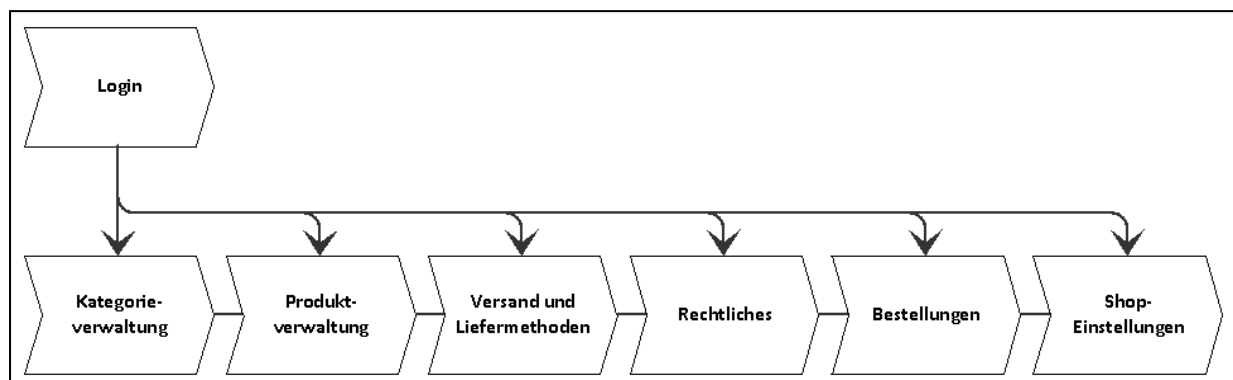 Login
Kategorie-
verwaltung
Produkt-
verwaltung
Versand und
Liefermethoden
Rechtliches
Bestellungen
Shop-
Einstellungen